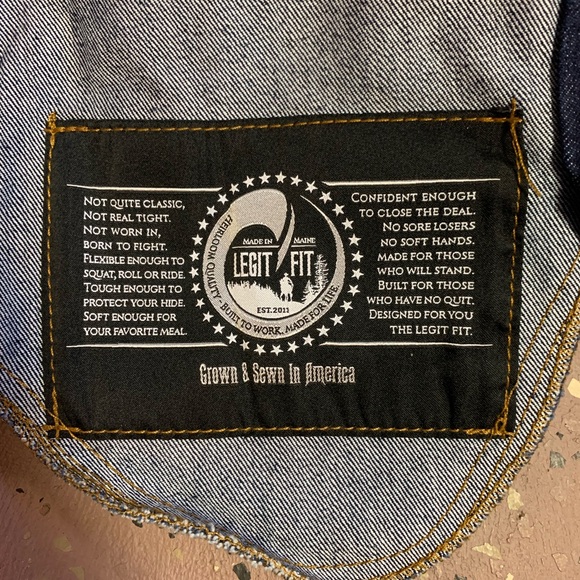 Not quite classic,
not real tight.
Not worn in,
born to fight.
Flexible enough to
squat, roll or ride.
Tough enough to
protect your hide.
Soft enough for
your favorite meal.
Heirloom Quality.
Made in Maine
LEGIT FIT
Est. 2011
Built to work. Made for life.
Confident enough
to close the deal.
No sore losers
no soft hands.
Made for those
who will stand.
Built for those
who have no quit.
Designed for you
the Legit Fit.
Grown & Sewn In America